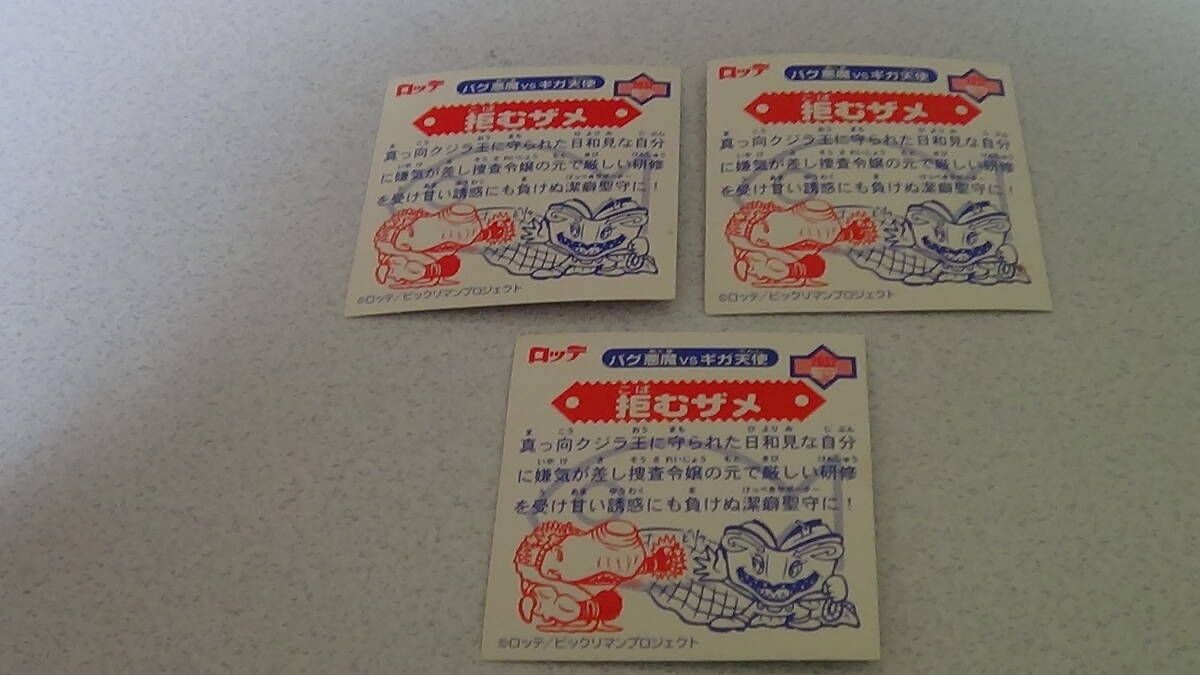 ロッテ
バグ悪魔vsギガ天使
拒むザメ
真っ向クジラ王に守られた日和見な自分
に嫌気が差し捜査令嬢の元で厳しい研修
を受け甘い誘惑にも負けぬ潔癖聖守に！
©ロッテ/ビックリマンプロジェクト
ロッテ
バグ悪魔vsギガ天使
拒むザメ
真っ向クジラ王に守られた日和見な自分
に嫌気が差し捜査令嬢の元で厳しい研修
を受け甘い誘惑にも負けぬ潔癖聖守に！
©ロッテ/ビックリマンプロジェクト
ロッテ
バグ悪魔vsギガ天使
拒むザメ
真っ向クジラ王に守られた日和見な自分
に嫌気が差し捜査令嬢の元で厳しい研修
を受け甘い誘惑にも負けぬ潔癖聖守に！
©ロッテ/ビックリマンプロジェクト